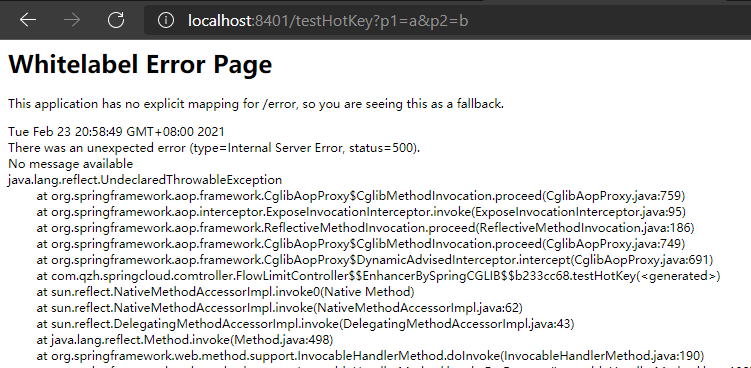 localhost:8401/testHotKey?p1=a&p2=b
Whitelabel Error Page
This application has no explicit mapping for /error, so you are seeing this as a fallback.
Tue Feb 23 20:58:49 GMT+08:00 2021
There was an unexpected error (type=Internal Server Error, status=500).
No message available
java.lang.reflect.UndeclaredThrowableException
at org.springframework.aop.framework.CglibAopProxy$CglibMethodInvocation.proceed(CglibAopProxy.java:759)
at org.springframework.aop.interceptor.ExposeInvocationInterceptor.invoke(ExposeInvocationInterceptor.java:95)
at org.springframework.aop.framework.ReflectiveMethodInvocation.proceed(ReflectiveMethodInvocation.java:186)
at org.springframework.aop.framework.CglibAopProxy$CglibMethodInvocation.proceed(CglibAopProxy.java:749)
at org.springframework.aop.framework.CglibAopProxy$DynamicAdvisedInterceptor.intercept(CglibAopProxy.java:691)
at com.qzh.springcloud.comtroller.FlowLimitController$$EnhancerBySpringCGLIB$$b233cc68.testHotKey(<generated>)
at sun.reflect.NativeMethodAccessorImpl.invoke0(Native Method)
at sun.reflect.NativeMethodAccessorImpl.invoke(NativeMethodAccessorImpl.java:62)
at sun.reflect.DelegatingMethodAccessorImpl.invoke(DelegatingMethodAccessorImpl.java:43)
at java.lang.reflect.Method.invoke(Method.java:498)
at org.springframework.web.method.support.InvocableHandlerMethod.doInvoke(InvocableHandlerMethod.java:190)